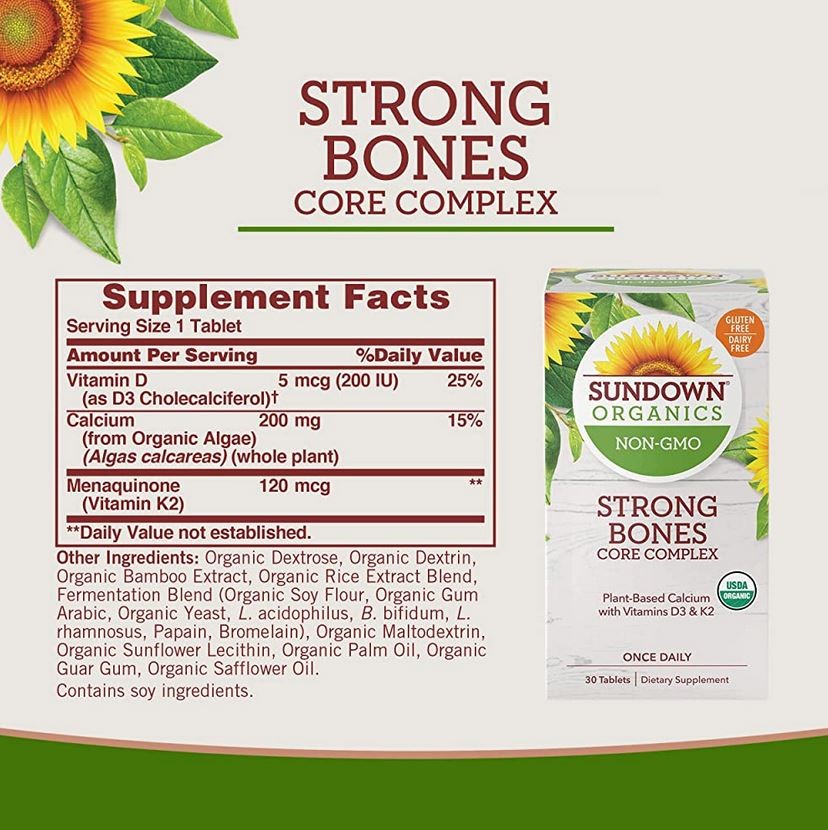 STRONG
BONES
CORE COMPLEX
Supplement Facts
Serving Size 1 Tablet
Amount Per Serving %Daily Value
Vitamin D 5 mcg (200 IU) 25%
(as D3 Cholecalciferol)†
Calcium 200 mg 15%
(from Organic Algae)
(Algas calcareas) (whole plant)
Menaquinone 120 mcg **
(Vitamin K2)
**Daily Value not established.
Other Ingredients: Organic Dextrose, Organic Dextrin,
Organic Bamboo Extract, Organic Rice Extract Blend,
Fermentation Blend (Organic Soy Flour, Organic Gum
Arabic, Organic Yeast, L. acidophilus, B. bifidum, L.
rhamnosus, Papain, Bromelain), Organic Maltodextrin,
Organic Sunflower Lecithin, Organic Palm Oil, Organic
Guar Gum, Organic Safflower Oil.
Contains soy ingredients.
NON-GMO
GLUTEN
FREE
DAIRY
FREE
SUNDOWN®
ORGANICS
NON-GMO
STRONG
BONES
CORE COMPLEX
USDA
ORGANIC
Plant-Based Calcium
with Vitamins D3 & K2
ONCE DAILY
30 Tablets | Dietary Supplement